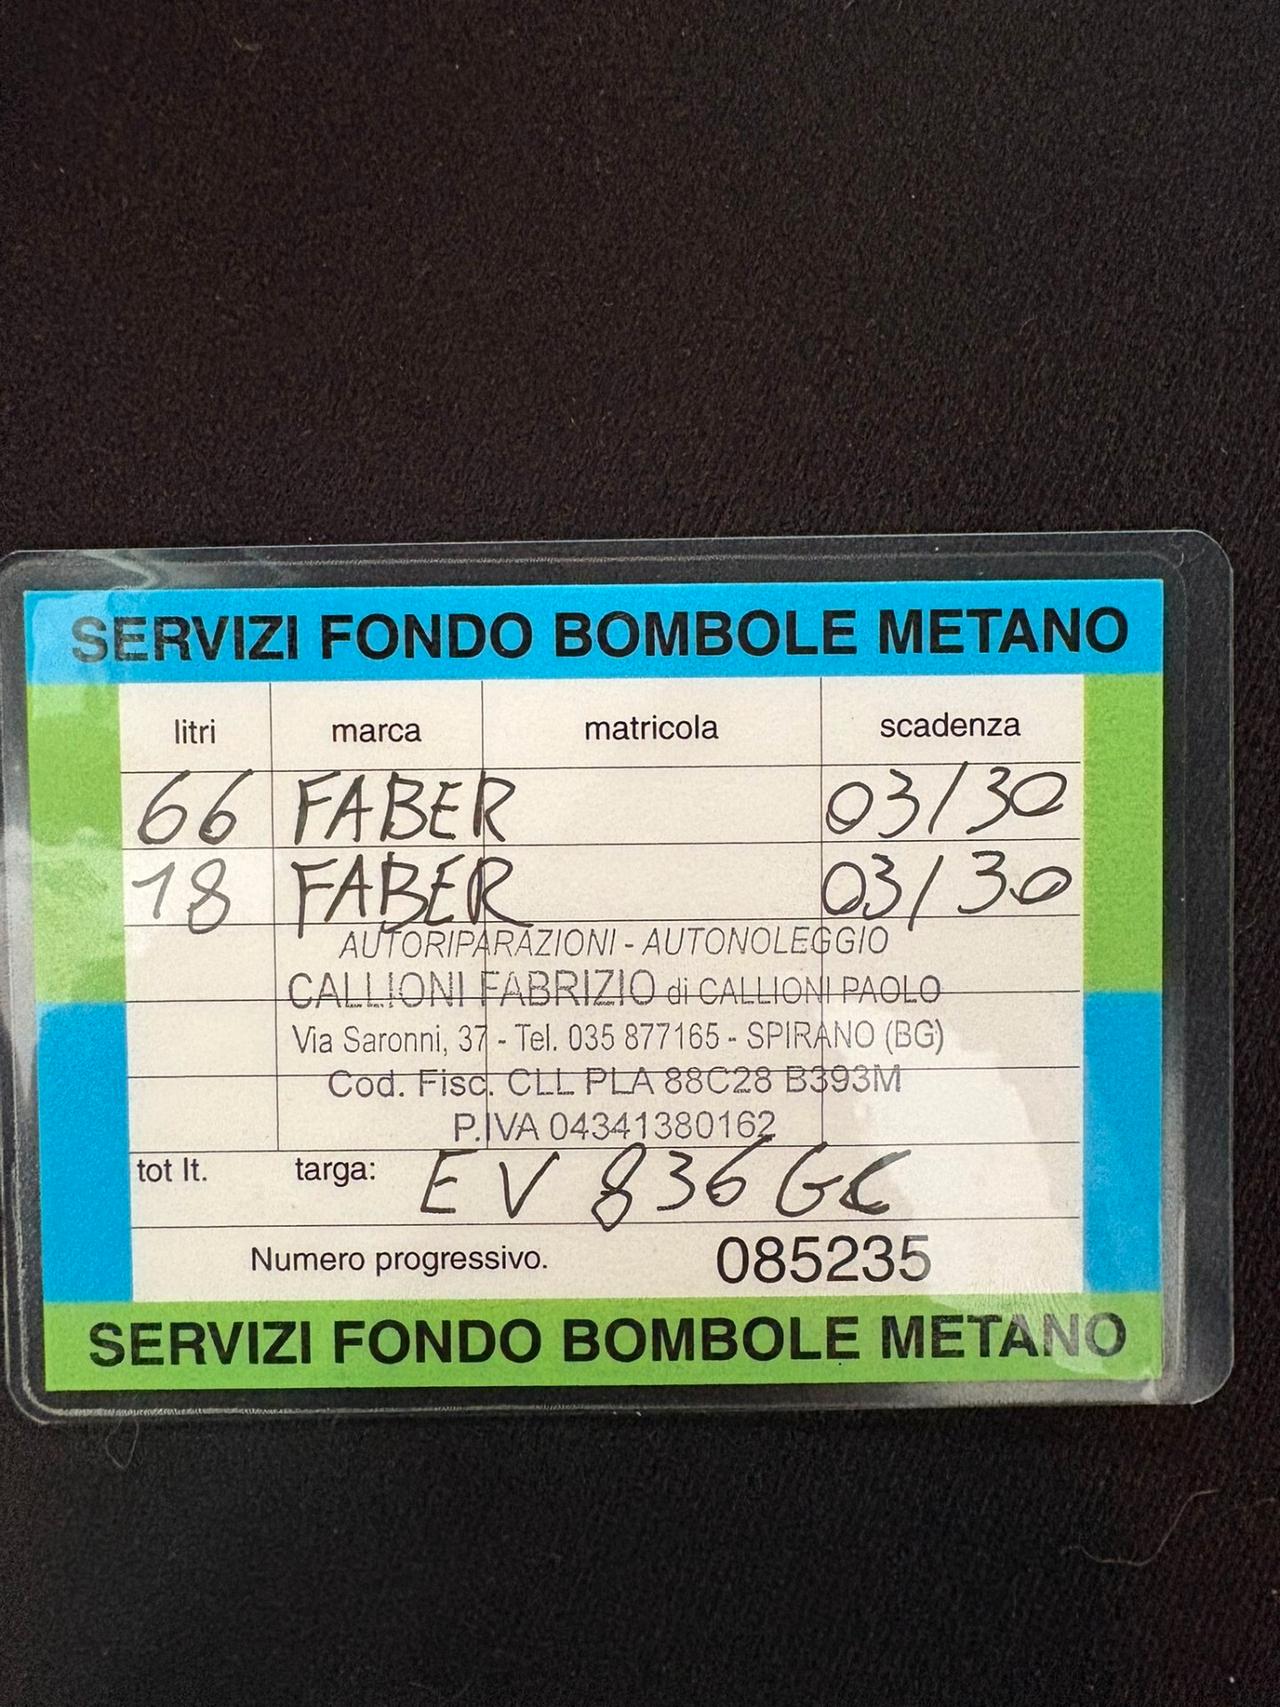 SERVIZI FONDO BOMBOLE METANO
litri marca matricola scadenza
66 FABER 03/30
18 FABER 03/30
AUTORIPARAZIONI - AUTONOLEGGIO
CALLIONI FABRIZIO di CALLIONI PAOLO
Via Saronni, 37 - Tel. 035 877165 - SPIRANO (BG)
Cod. Fisc. CLL PLA 88C28 B393M
P.IVA 04341380162
tot lt. targa: EV 836 GC
Numero progressivo. 085235
SERVIZI FONDO BOMBOLE METANO